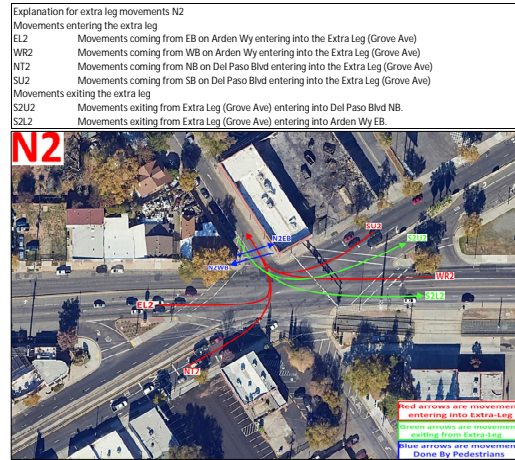 Explanation for extra leg movements N2
Movements entering the extra leg
EL2 Movements coming from EB on Arden Wy entering into the Extra Leg (Grove Ave)
WR2 Movements coming from WB on Arden Wy entering into the Extra Leg (Grove Ave)
NT2 Movements coming from NB on Del Paso Blvd entering into the Extra Leg (Grove Ave)
SU2 Movements coming from SB on Del Paso Blvd entering into the Extra Leg (Grove Ave)
Movements exiting the extra leg
S2U2 Movements exiting from Extra Leg (Grove Ave) entering into Del Paso Blvd NB.
S2L2 Movements exiting from Extra Leg (Grove Ave) entering into Arden Wy EB.
N2
SU2
S2U2
N2EB
N2WB
WR2
S2L2
EL2
NT2
Red arrows are movemen
entering into Extra-Leg
Green arrows are movemen
exiting from Extra-Leg
Blue arrows are movemen
Done By Pedestrians